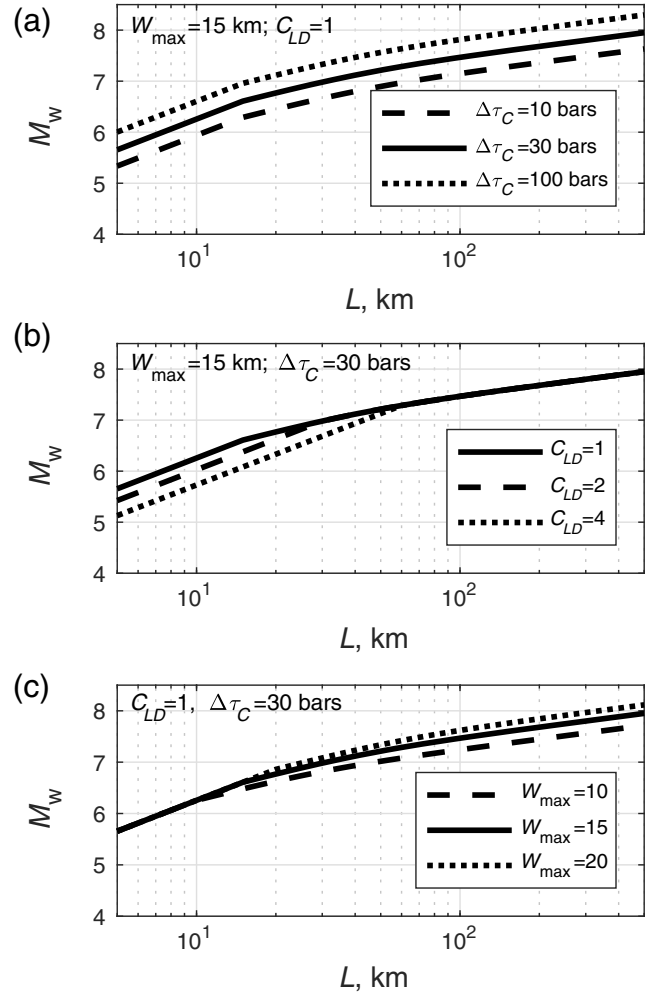 (a)
W_max=15 km; C_LD=1
8
7
6
5
4
M_w
Δτ_C=10 bars
Δτ_C=30 bars
Δτ_C=100 bars
10^1
10^2
L, km
(b)
W_max=15 km; Δτ_C=30 bars
8
7
6
5
4
M_w
C_LD=1
C_LD=2
C_LD=4
10^1
10^2
L, km
(c)
C_LD=1, Δτ_C=30 bars
8
7
6
5
4
M_w
W_max=10
W_max=15
W_max=20
10^1
10^2
L, km